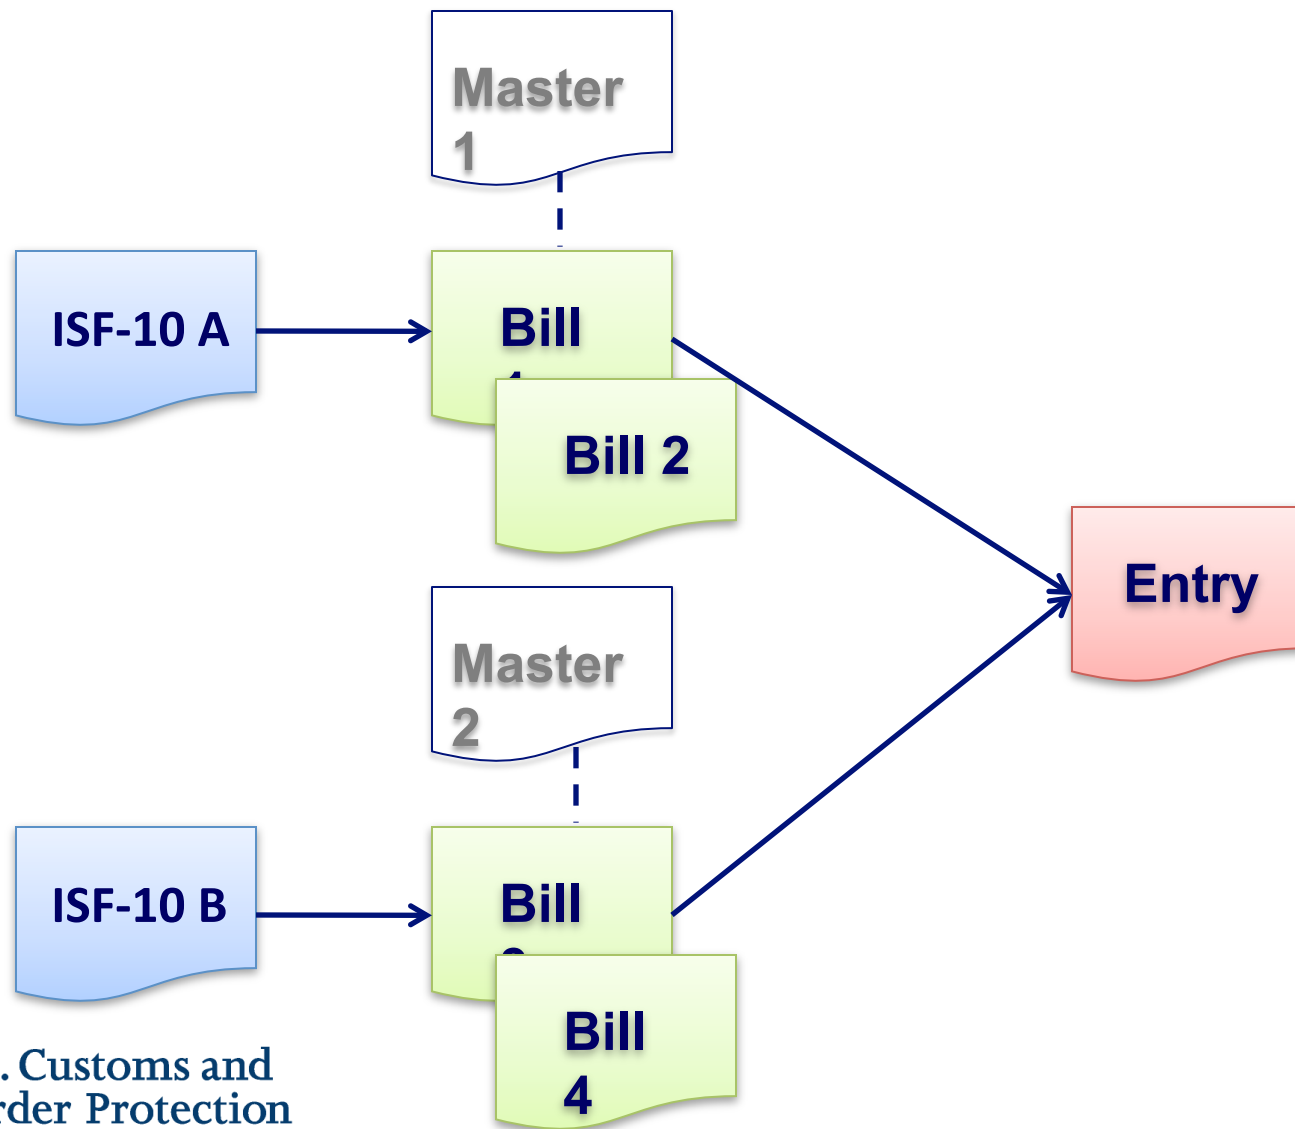 Master
1
ISF-10 A
Bill
Bill 2
Entry
Master
2
ISF-10 B
Bill
Bill
4
. Customs and
rder Protection